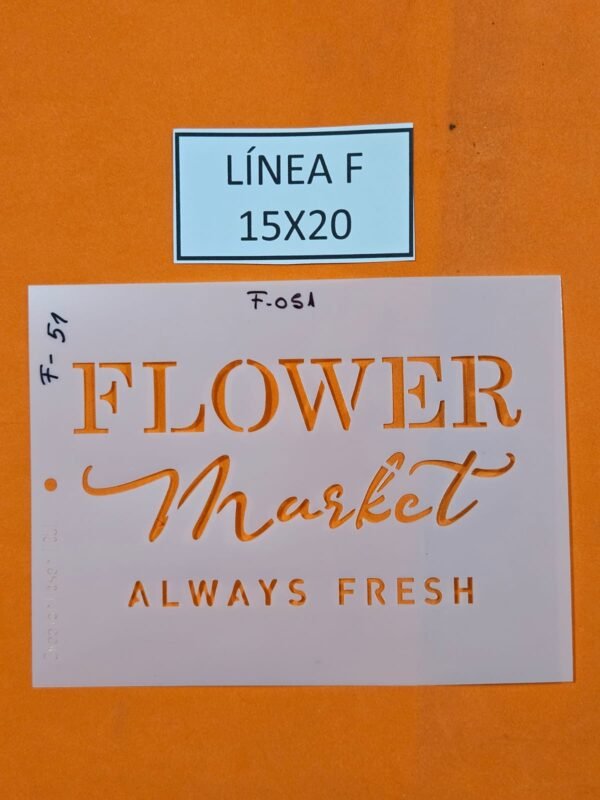 LÍNEA F
15X20
F-051
F-51
FLOWER
Market
ALWAYS FRESH